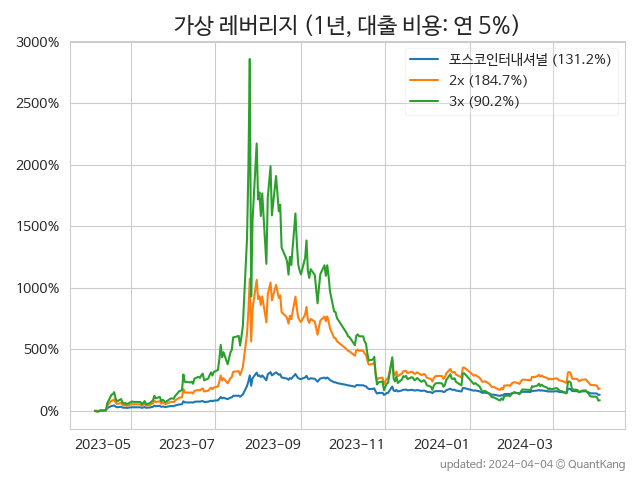 가상 레버리지 (1년, 대출 비용: 연 5%)
3000%
2500%
2000%
1500%
1000%
500%
0%
포스코인터내셔널 (131.2%)
2x (184.7%)
3x (90.2%)
2023-05 2023-07 2023-09 2023-11 2024-01 2024-03
updated: 2024-04-04 © QuantKang